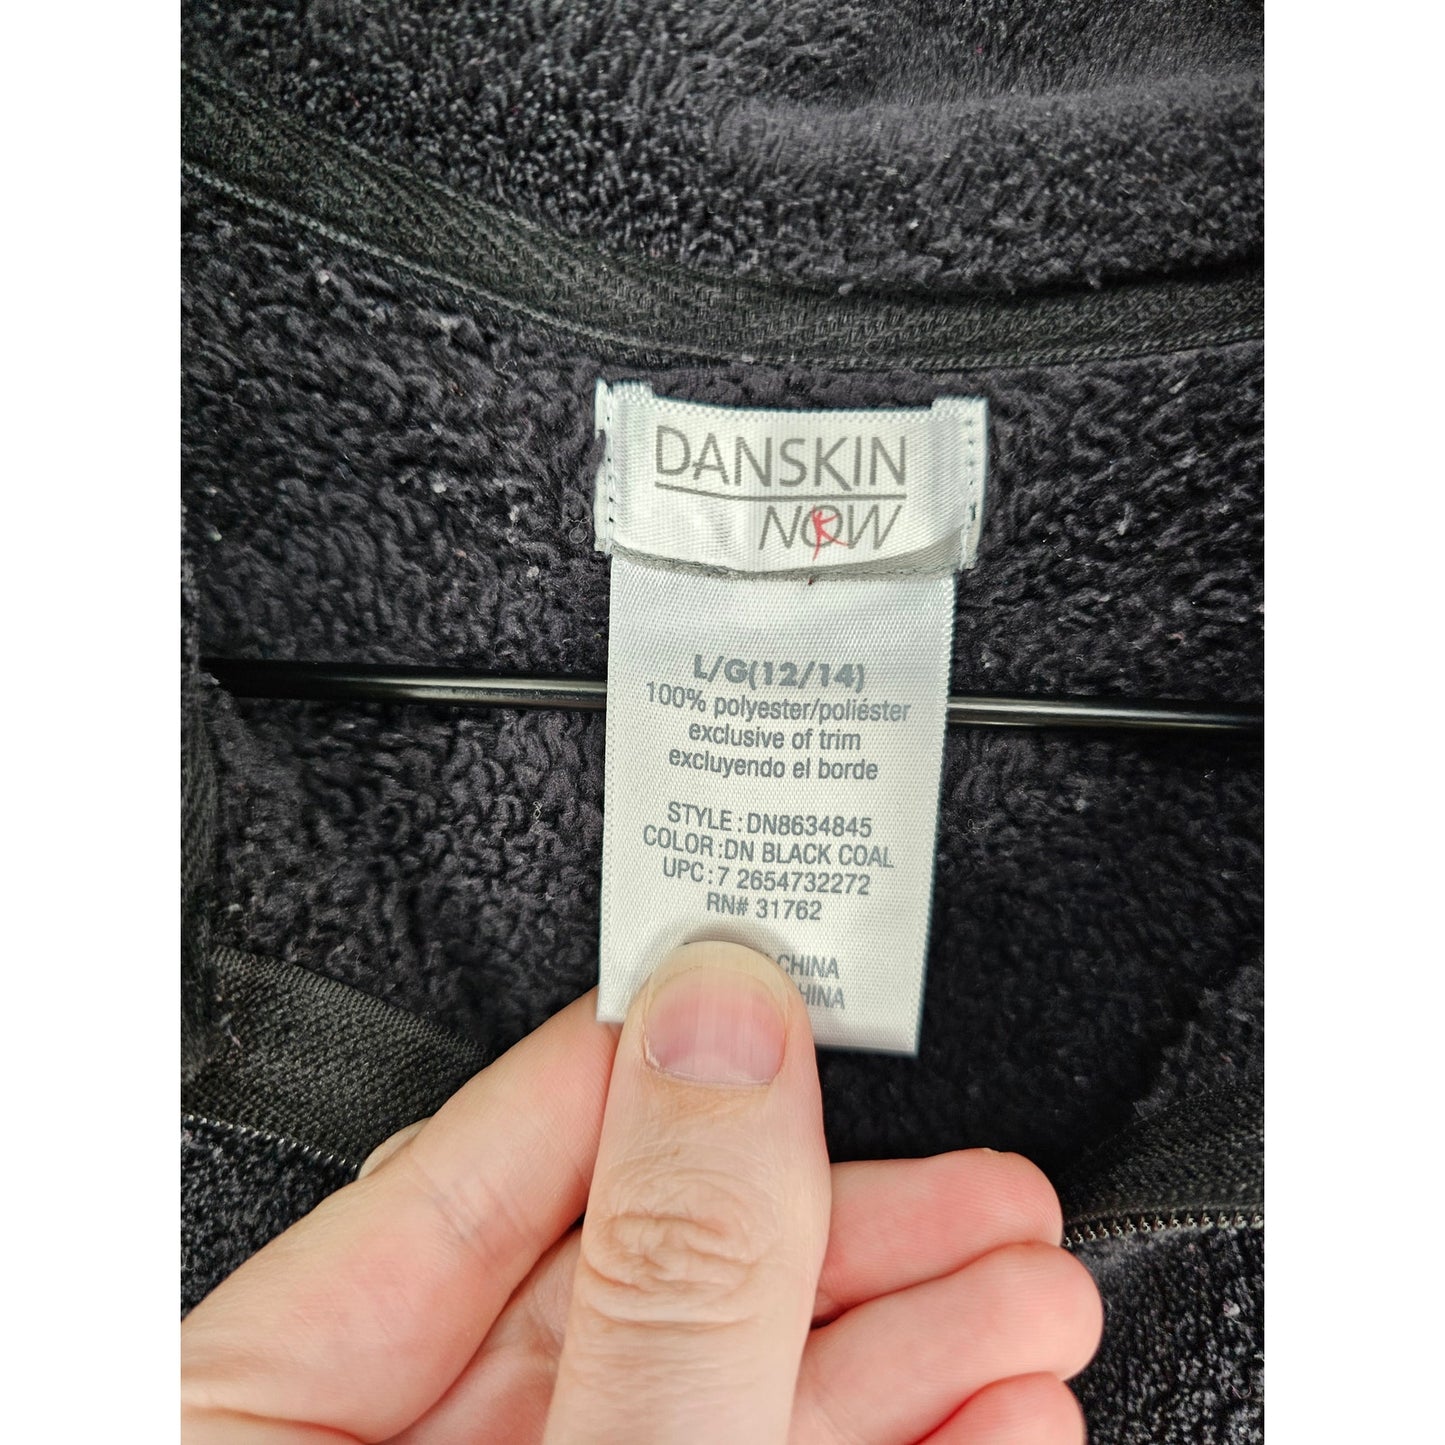 DANSKIN
NOW
L/G(12/14)
100% polyester/poliéster
exclusive of trim
excluyendo el borde
STYLE:DN8634845
COLOR:DN BLACK COAL
UPC:7 2654732272
RN# 31762
CHINA